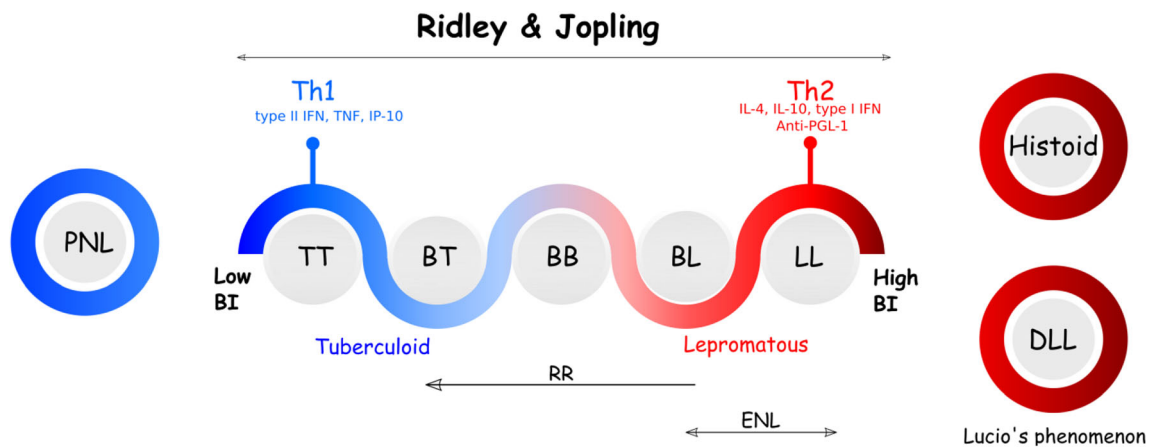 Ridley & Jopling
Th1
type II IFN, TNF, IP-10
Th2
IL-4, IL-10, type I IFN
Anti-PGL-1
PNL
TT
BT
BB
BL
LL
Histoid
Low
BI
High
BI
Tuberculoid
Lepromatous
RR
ENL
DLL
Lucio's phenomenon